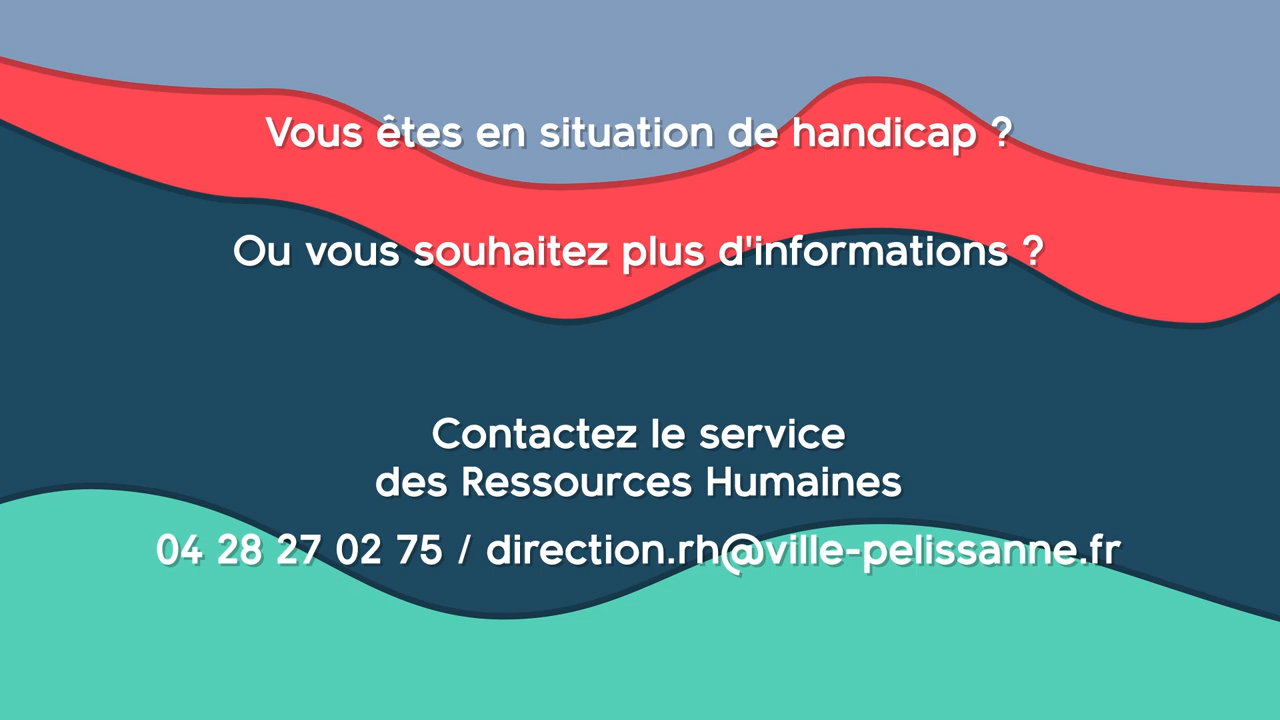 Vous êtes en situation de handicap ?
Ou vous souhaitez plus d'informations ?
Contactez le service
des Ressources Humaines
04 28 27 02 75 / direction.rh@ville-pelissanne.fr